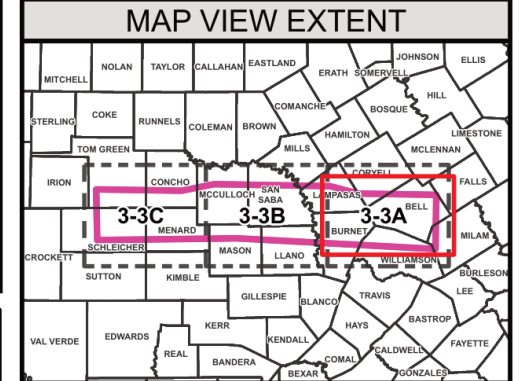 MAP VIEW EXTENT
JOHNSON
ELLIS
NOLAN
TAYLOR
CALLAHAN
EASTLAND
MITCHELL
ERATH
SOMERVELL
HILL
COMANCHE
BOSQUE
STERLING
COKE
RUNNELS
COLEMAN
BROWN
HAMILTON
LIMESTONE
MILLS
MCLENNAN
TOM GREEN
CORYELL
IRION
CONCHO
MCCULLOCH
SAN
SABA
LAMPASAS
FALLS
BELL
3-3C
3-3B
3-3A
MENARD
BURNET
MILAM
SCHLEICHER
CROCKETT
MASON
LLANO
WILLIAMSON
SUTTON
KIMBLE
BURLESON
GILLESPIE
BLANCO
TRAVIS
LEE
BASTROP
HAYS
KERR
VAL VERDE
EDWARDS
KENDALL
FAYETTE
REAL
CALDWELL
BANDERA
COMAL
BEXAR
GONZALES